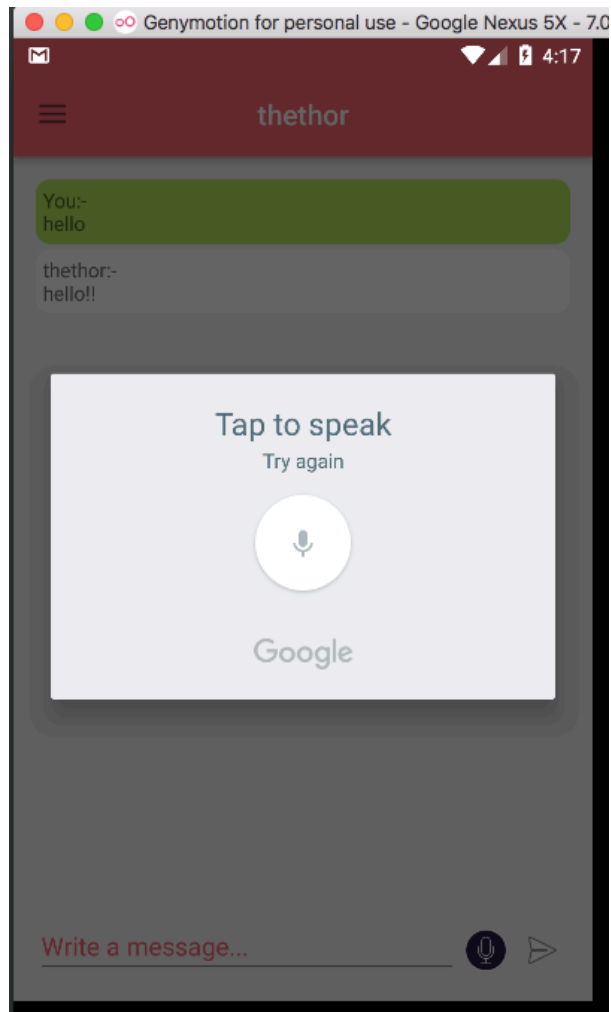 Genymotion for personal use - Google Nexus 5X - 7.0
4:17
thethor
You:-
hello
thethor:-
hello!!
Tap to speak
Try again
Google
Write a message...